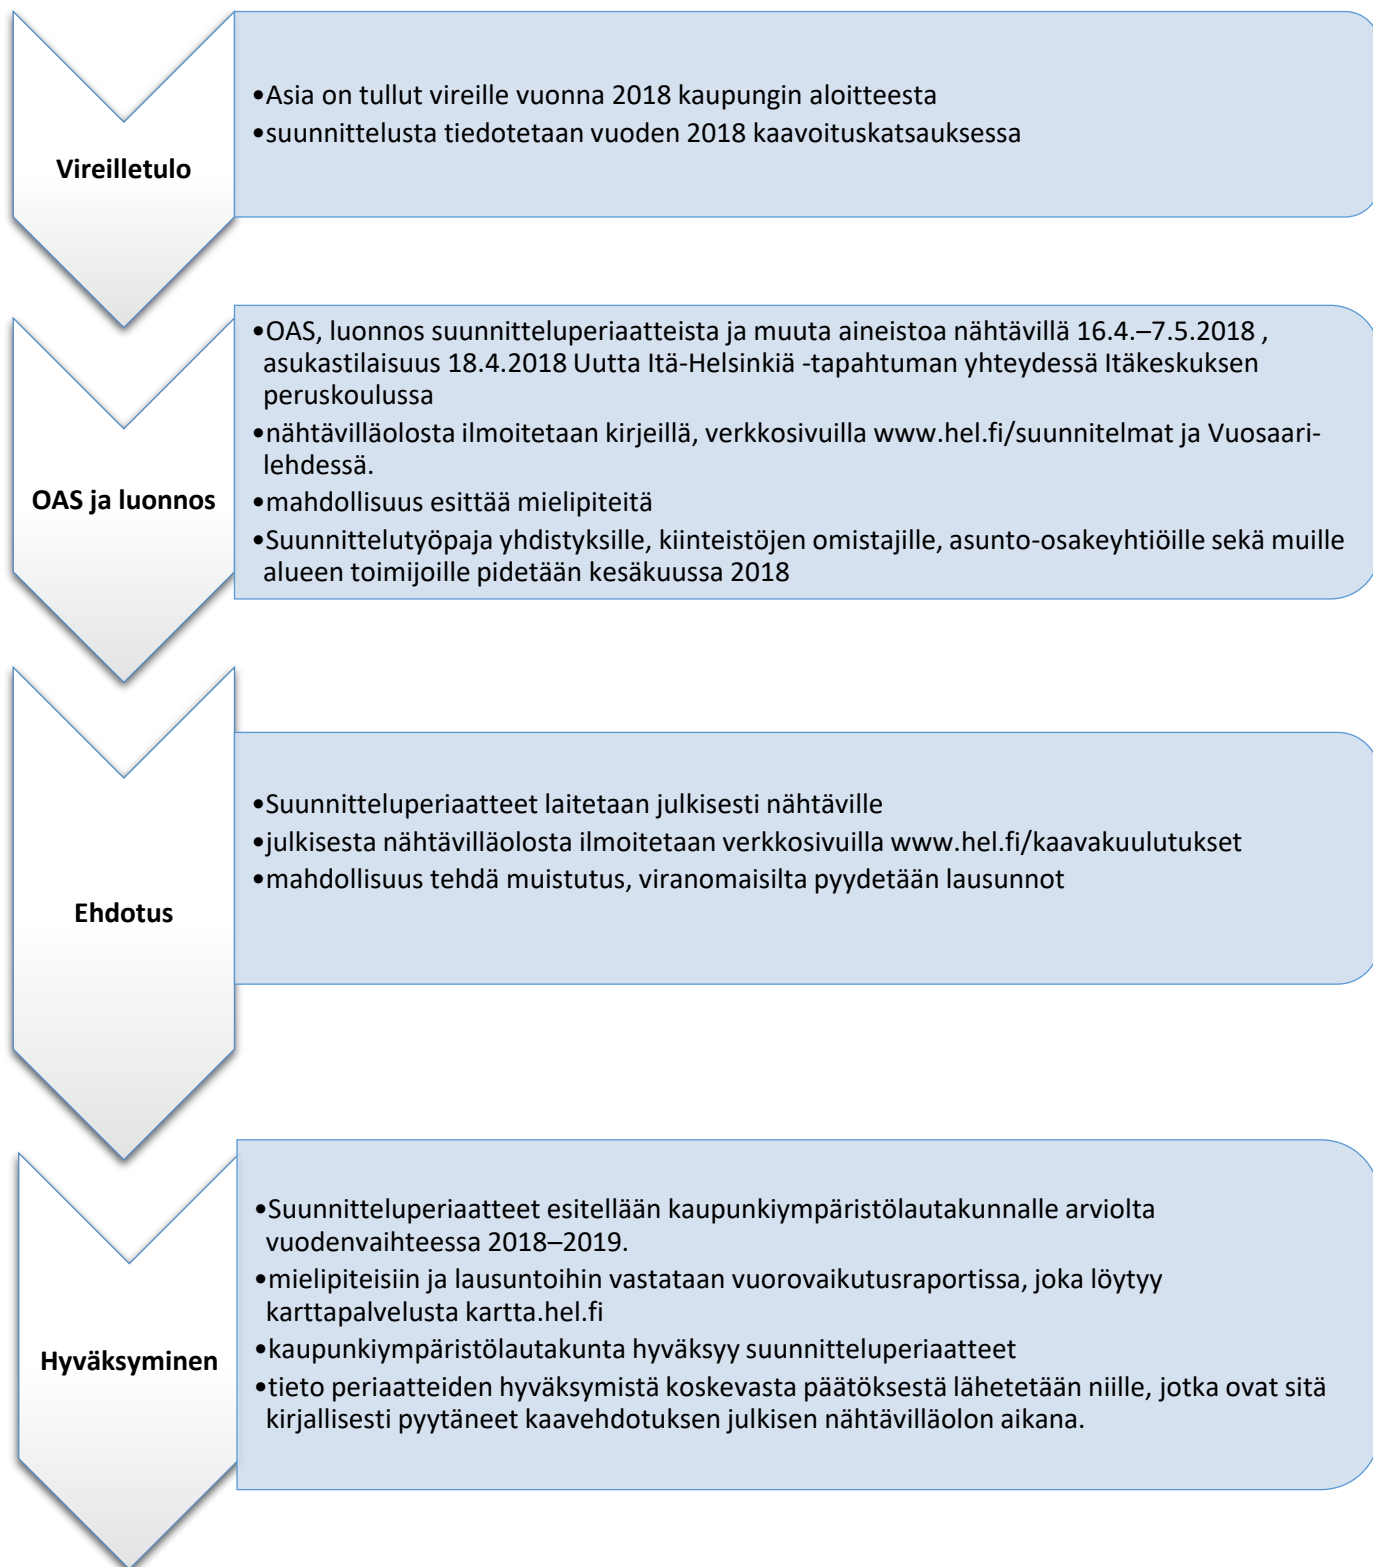 Vireilletulo
•Asia on tullut vireille vuonna 2018 kaupungin aloitteesta
•suunnittelusta tiedotetaan vuoden 2018 kaavoituskatsauksessa
OAS ja luonnos
•OAS, luonnos suunnitteluperiaatteista ja muuta aineistoa nähtävillä 16.4.–7.5.2018 ,
asukastilaisuus 18.4.2018 Uutta Itä-Helsinkiä -tapahtuman yhteydessä Itäkeskuksen
peruskoulussa
•nähtävilläolosta ilmoitetaan kirjeillä, verkkosivuilla www.hel.fi/suunnitelmat ja Vuosaari-
lehdessä.
•mahdollisuus esittää mielipiteitä
•Suunnittelutyöpaja yhdistyksille, kiinteistöjen omistajille, asunto-osakeyhtiöille sekä muille
alueen toimijoille pidetään kesäkuussa 2018
Ehdotus
•Suunnitteluperiaatteet laitetaan julkisesti nähtäville
•julkisesta nähtävilläolosta ilmoitetaan verkkosivuilla www.hel.fi/kaavakuulutukset
•mahdollisuus tehdä muistutus, viranomaisilta pyydetään lausunnot
Hyväksyminen
•Suunnitteluperiaatteet esitellään kaupunkiympäristölautakunnalle arviolta
vuodenvaihteessa 2018–2019.
•mielipiteisiin ja lausuntoihin vastataan vuorovaikutusraportissa, joka löytyy
karttapalvelusta kartta.hel.fi
•kaupunkiympäristölautakunta hyväksyy suunnitteluperiaatteet
•tieto periaatteiden hyväksymistä koskevasta päätöksestä lähetetään niille, jotka ovat sitä
kirjallisesti pyytäneet kaavehdotuksen julkisen nähtävilläolon aikana.